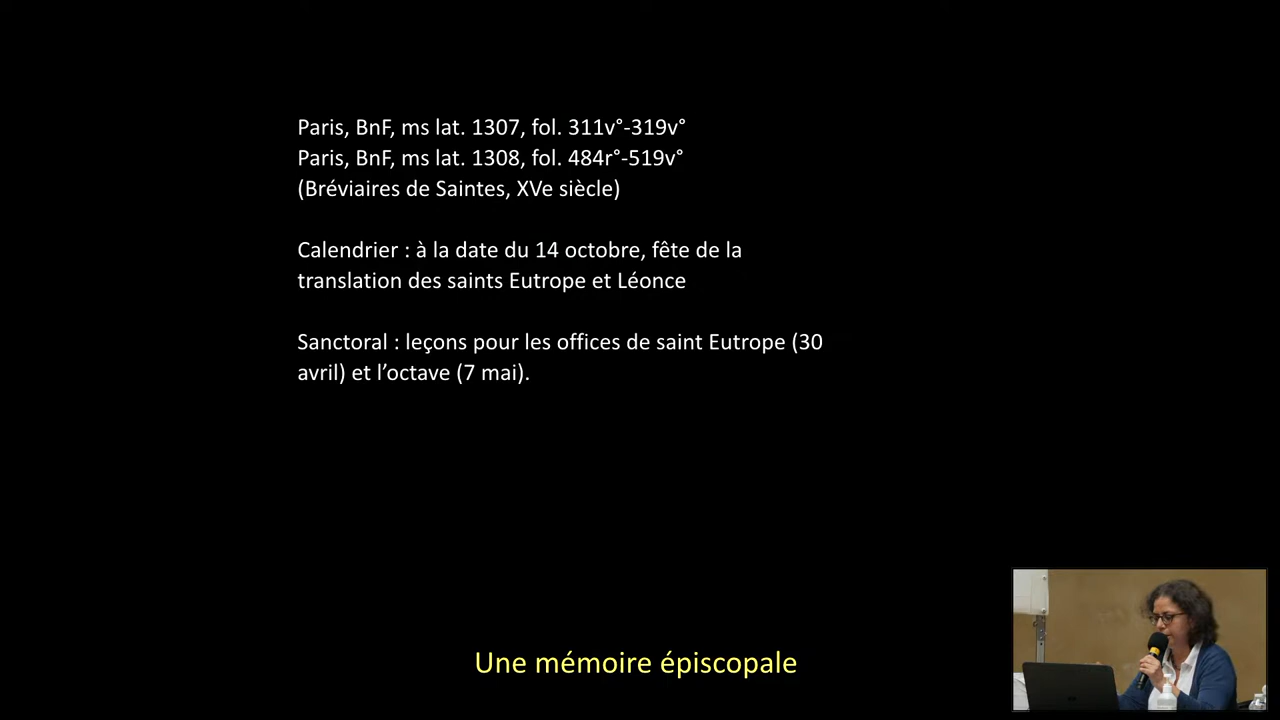 Paris, BnF, ms lat. 1307, fol. 311v°-319v°
Paris, BnF, ms lat. 1308, fol. 484r°-519v°
(Bréviaires de Saintes, XVe siècle)
Calendrier : à la date du 14 octobre, fête de la
translation des saints Eutrope et Léonce
Sanctoral : leçons pour les offices de saint Eutrope (30
avril) et l’octave (7 mai).
Une mémoire épiscopale